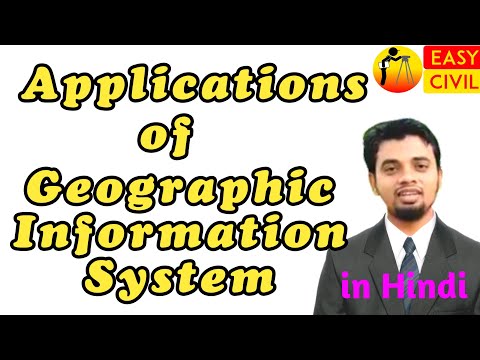 EASY
CIVIL
Applications
of
Geographic
Information
System
in Hindi